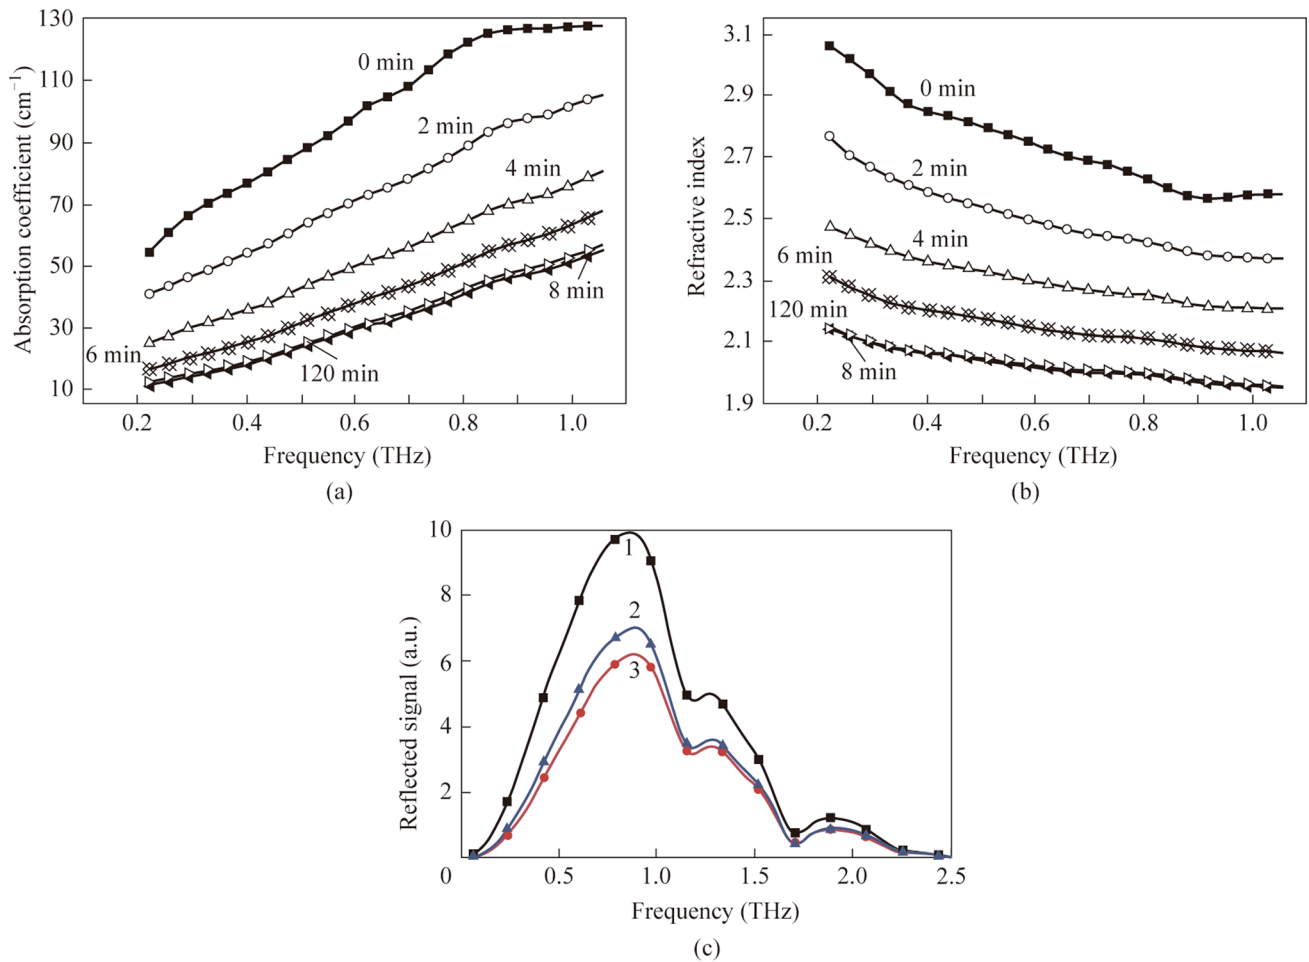 130
110
90
70
50
30
10
Absorption coefficient (cm⁻¹)
0 min
2 min
4 min
6 min
8 min
120 min
0.2 0.4 0.6 0.8 1.0
Frequency (THz)
(a)
3.1
2.9
2.7
2.5
2.3
2.1
1.9
Refractive index
0 min
2 min
4 min
6 min
120 min
8 min
0.2 0.4 0.6 0.8 1.0
Frequency (THz)
(b)
10
8
6
4
2
0
Reflected signal (a.u.)
1
2
3
0.5 1.0 1.5 2.0 2.5
Frequency (THz)
(c)